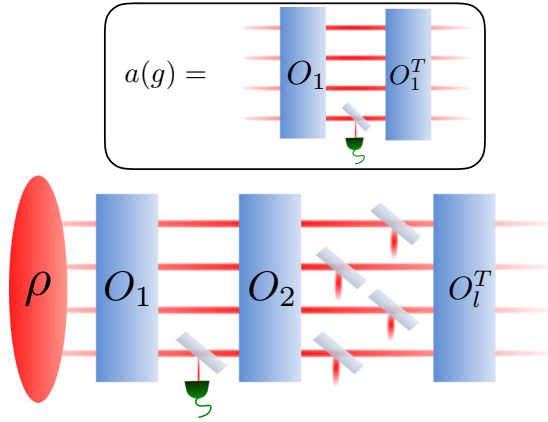 a(g) = O₁ O₁ᵀ
ρ O₁ O₂ Oₗᵀ